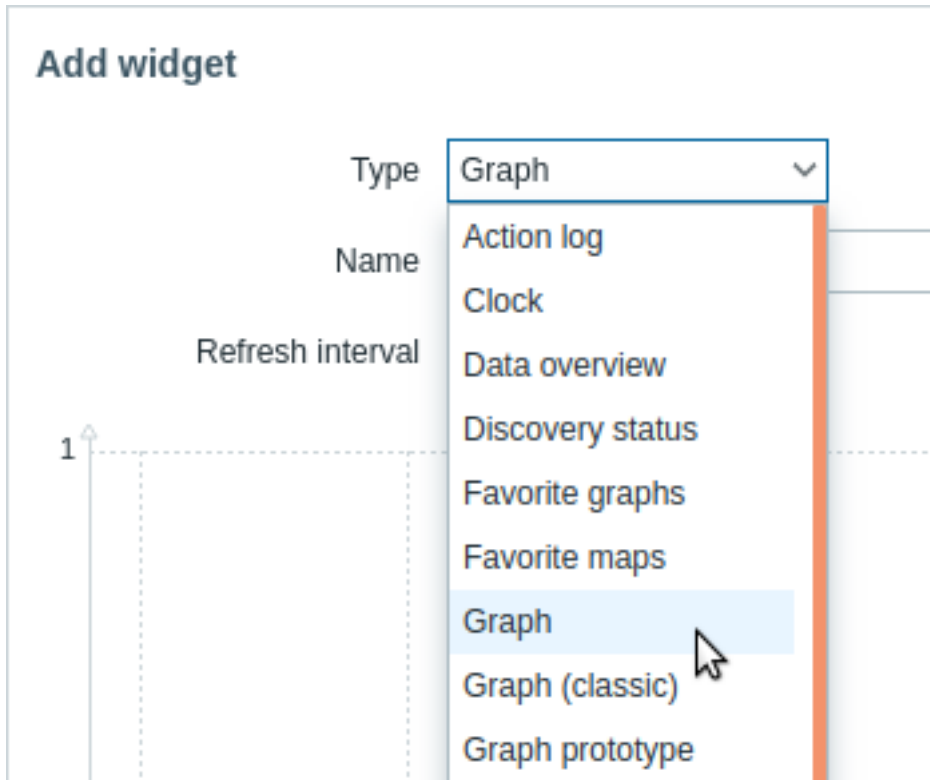 Add widget
Type Graph
Action log
Name
Clock
Refresh interval
Data overview
Discovery status
1
Favorite graphs
Favorite maps
Graph
Graph (classic)
Graph prototype